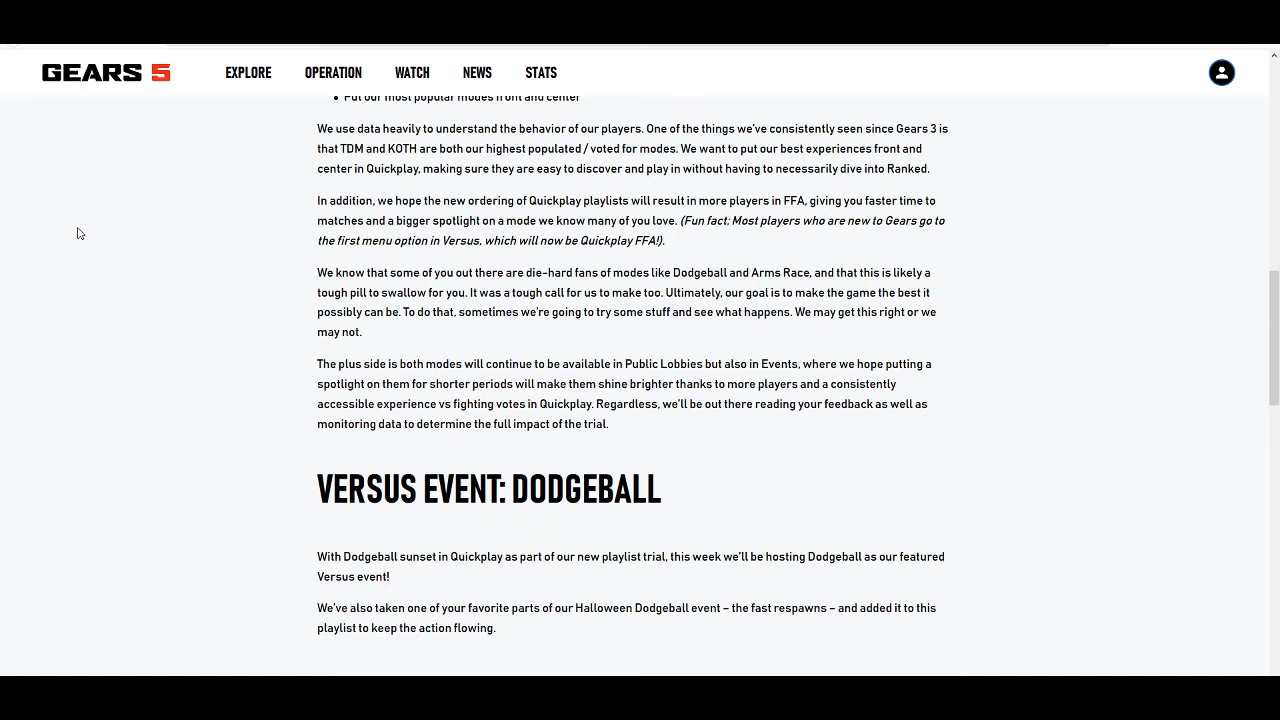 GEARS 5
EXPLORE
OPERATION
WATCH
NEWS
STATS
Put our most popular modes front and center
We use data heavily to understand the behavior of our players. One of the things we've consistently seen since Gears 3 is
that TDM and KOTH are both our highest populated / voted for modes. We want to put our best experiences front and
center in Quickplay, making sure they are easy to discover and play in without having to necessarily dive into Ranked.
In addition, we hope the new ordering of Quickplay playlists will result in more players in FFA, giving you faster time to
matches and a bigger spotlight on a mode we know many of you love. (Fun fact: Most players who are new to Gears go to
the first menu option in Versus, which will now be Quickplay FFA!).
We know that some of you out there are die-hard fans of modes like Dodgeball and Arms Race, and that this is likely a
tough pill to swallow for you. It was a tough call for us to make too. Ultimately, our goal is to make the game the best it
possibly can be. To do that, sometimes we're going to try some stuff and see what happens. We may get this right or we
may not.
The plus side is both modes will continue to be available in Public Lobbies but also in Events, where we hope putting a
spotlight on them for shorter periods will make them shine brighter thanks to more players and a consistently
accessible experience vs fighting votes in Quickplay. Regardless, we'll be out there reading your feedback as well as
monitoring data to determine the full impact of the trial.
VERSUS EVENT: DODGEBALL
With Dodgeball sunset in Quickplay as part of our new playlist trial, this week we'll be hosting Dodgeball as our featured
Versus event!
We've also taken one of your favorite parts of our Halloween Dodgeball event – the fast respawns – and added it to this
playlist to keep the action flowing.